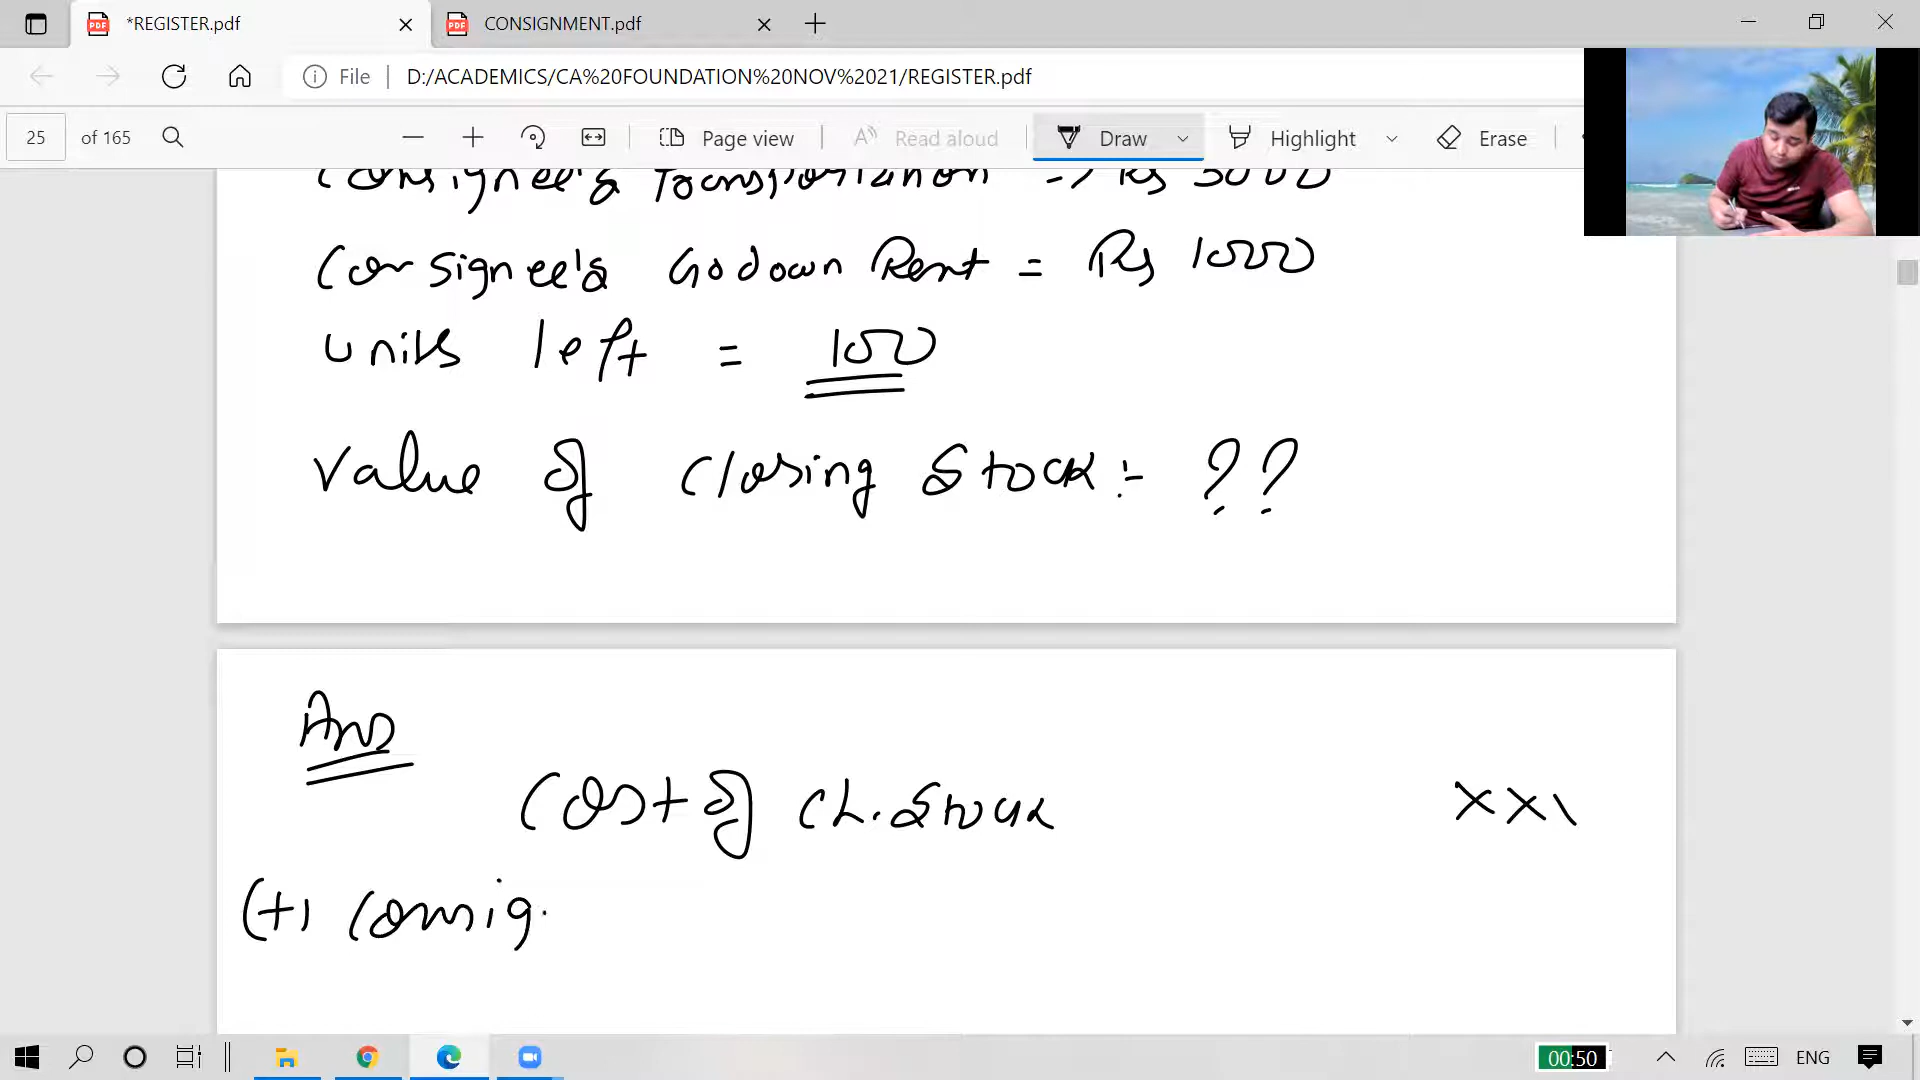 *REGISTER.pdf
CONSIGNMENT.pdf
File
D:/ACADEMICS/CA%20FOUNDATION%20NOV%2021/REGISTER.pdf
25 of 165
Page view
Read aloud
Draw
Highlight
Erase
Consignee's
Consignee's Godown Rent = Rs 1000
units left = 100
Value of Closing Stock :- ??
Ans
Cost of Cl. Stock xx
(+) Consig
00:50
ENG